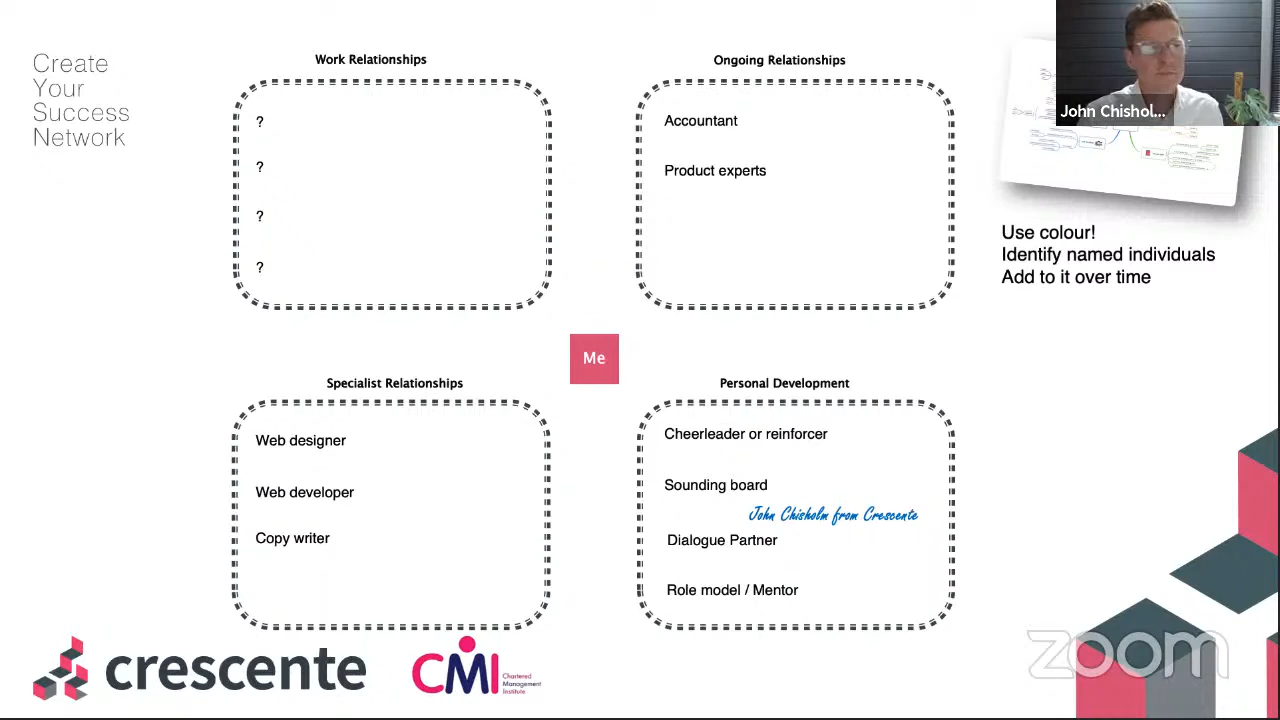 Create
Your
Success
Network
Work Relationships
?
?
?
?
Ongoing Relationships
Accountant
Product experts
John Chishol...
Use colour!
Identify named individuals
Add to it over time
Me
Specialist Relationships
Web designer
Web developer
Copy writer
Personal Development
Cheerleader or reinforcer
Sounding board
John Chisholm from Crescente
Dialogue Partner
Role model / Mentor
crescente
CMI
Chartered
Management
Institute
zoom